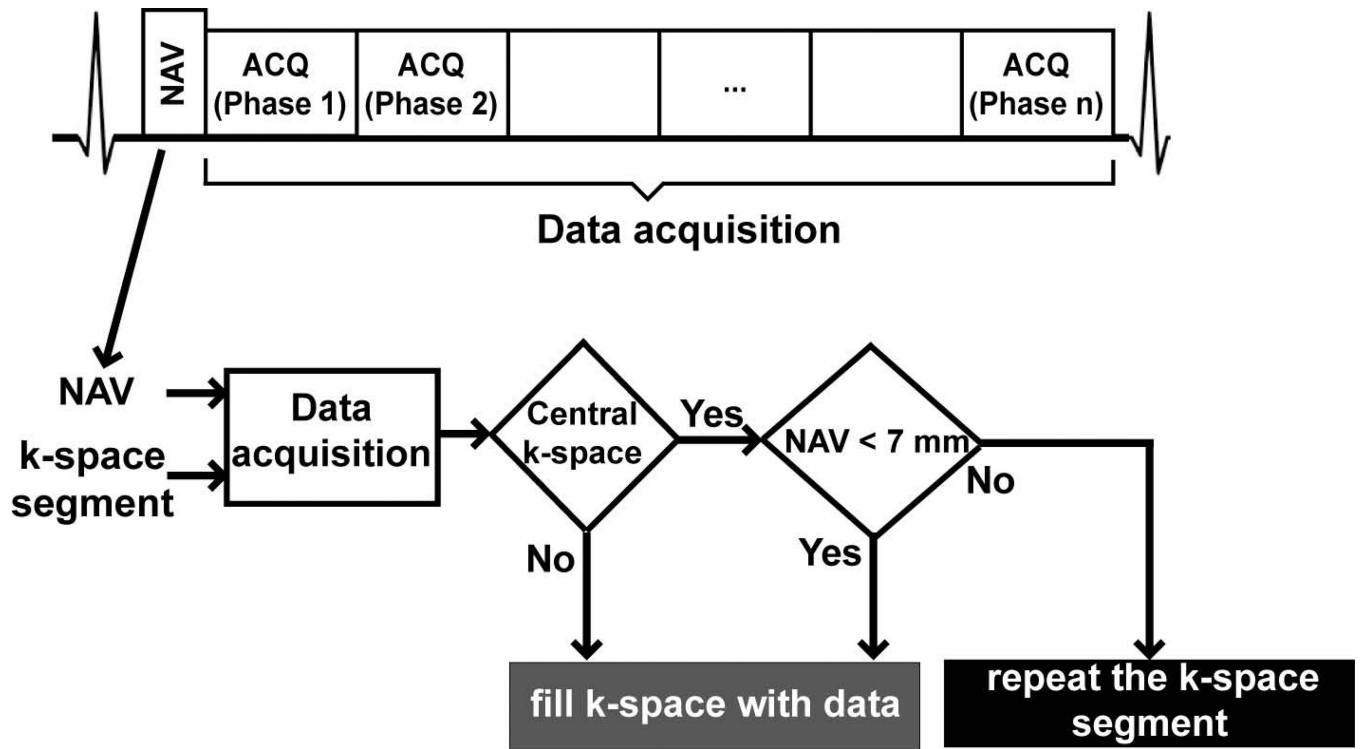 NAV
ACQ
(Phase 1)
ACQ
(Phase 2)
...
ACQ
(Phase n)
Data acquisition
NAV
k-space
segment
Data
acquisition
Central
k-space
Yes
No
NAV < 7 mm
No
Yes
fill k-space with data
repeat the k-space
segment